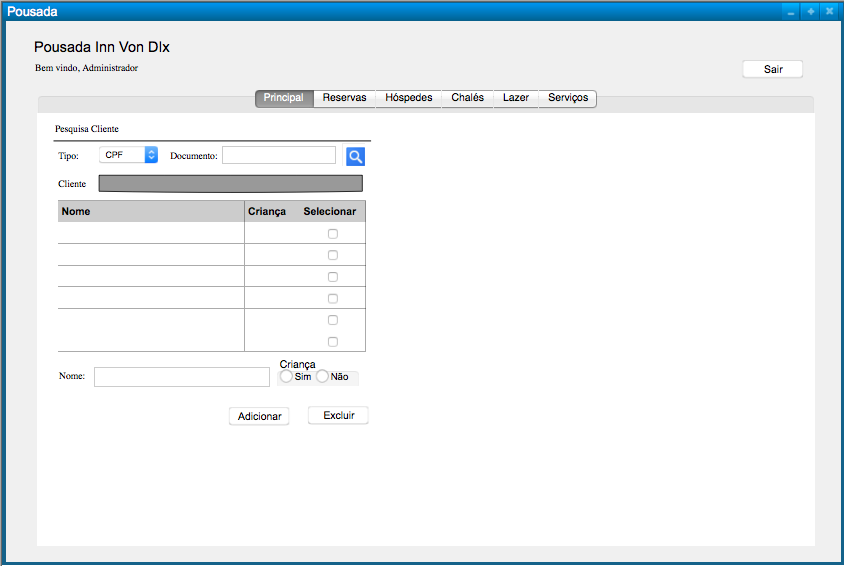 Pousada
Pousada Inn Von Dlx
Bem vindo, Administrador
Sair
Principal Reservas Hóspedes Chalés Lazer Serviços
Pesquisa Cliente
Tipo: CPF Documento:
Cliente
Nome Criança Selecionar
Criança
Nome: Sim Não
Adicionar Excluir